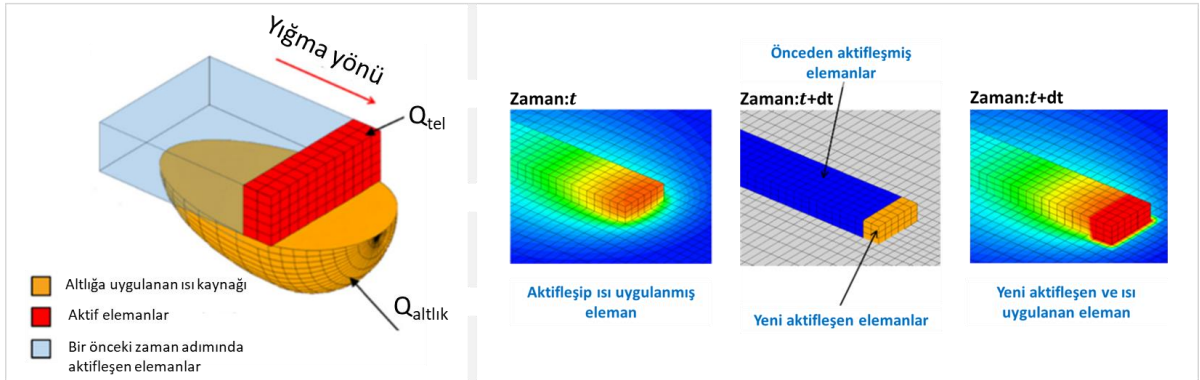 Yığma yönü
Q_tel
Q_altlık
Altlığa uygulanan ısı kaynağı
Aktif elemanlar
Bir önceki zaman adımında
aktifleşen elemanlar
Zaman:t
Aktifleşip ısı uygulanmış
eleman
Önceden aktifleşmiş
elemanlar
Zaman:t+dt
Yeni aktifleşen elemanlar
Zaman:t+dt
Yeni aktifleşen ve ısı
uygulanan eleman